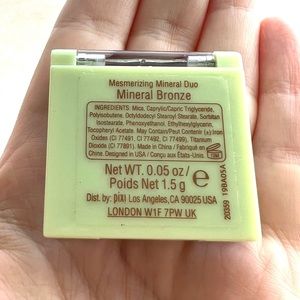 Mesmerizing Mineral Duo
Mineral Bronze
INGREDIENTS: Mica, Caprylic/Capric Triglyceride,
Polyisobutene, Octyldodecyl Stearoyl Stearate, Sorbitan
Isostearate, Phenoxyethanol, Ethylhexylglycerin,
Tocopheryl Acetate. May Contain/Peut Contenir (±): Iron
Oxides (CI 77491, CI 77492, CI 77499), Titanium
Dioxide (CI 77891). Made in China / Fabriqué en
Chine. Designed in USA / Conçu aux États-Unis
NET WT. 0.05 oz/
Poids Net 1.5 g
Dist. by: pixi Los Angeles, CA 90025 USA
LONDON W1F 7PW UK